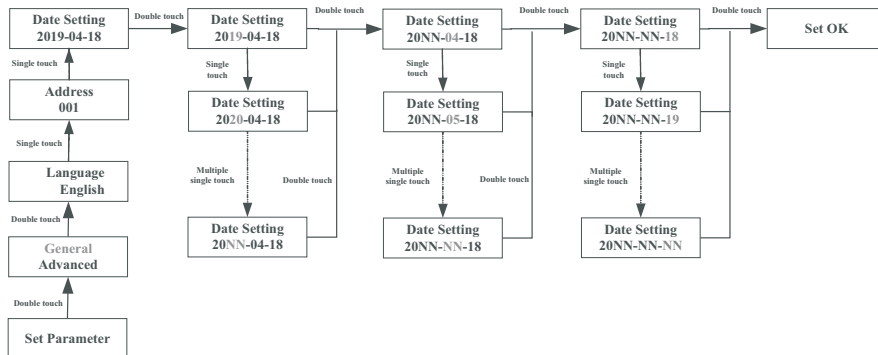 Date Setting
2019-04-18
Double touch
Date Setting
2019-04-18
Double touch
Date Setting
20NN-04-18
Double touch
Date Setting
20NN-NN-18
Double touch
Set OK
Single touch
Single
touch
Single
touch
Single
touch
Address
001
Date Setting
2020-04-18
Date Setting
20NN-05-18
Date Setting
20NN-NN-19
Single touch
Language
English
Multiple
single touch
Double touch
Multiple
single touch
Double touch
Multiple
single touch
Double touch
General
Advanced
Date Setting
20NN-04-18
Date Setting
20NN-NN-18
Date Setting
20NN-NN-NN
Double touch
Set Parameter